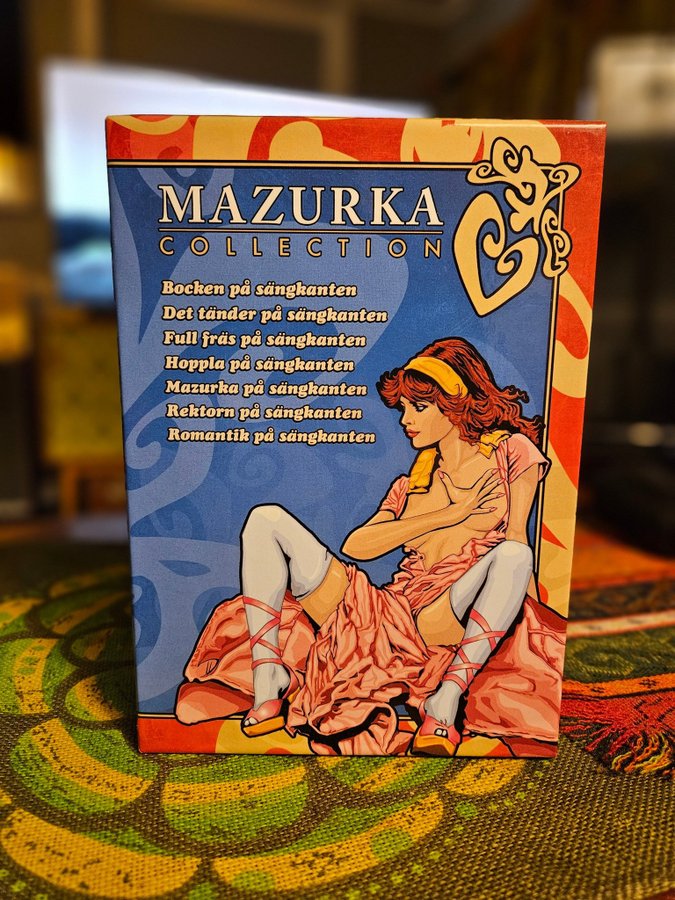 MAZURKA
COLLECTION
Bocken på sängkanten
Det tänder på sängkanten
Full fräs på sängkanten
Hoppla på sängkanten
Mazurka på sängkanten
Rektorn på sängkanten
Romantik på sängkanten